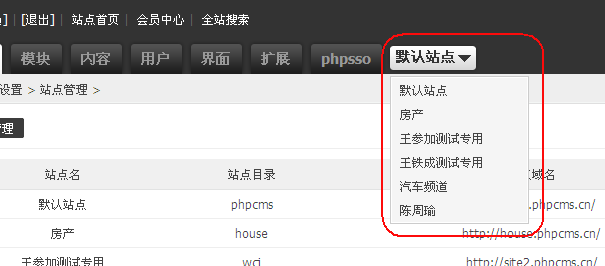 ] | [退出] | 站点首页 | 会员中心 | 全站搜索
模块 内容 用户 界面 扩展 phpsso 默认站点
默认站点
房产
王参加测试专用
王铁成测试专用
汽车频道
陈周瑜
设置 > 站点管理 >
管理
站点名 站点目录 域名
默认站点 phpcms .phpcms.cn/
房产 house http://house.phpcms.cn/
王参加测试专用 wcj http://site2.phpcms.cn/